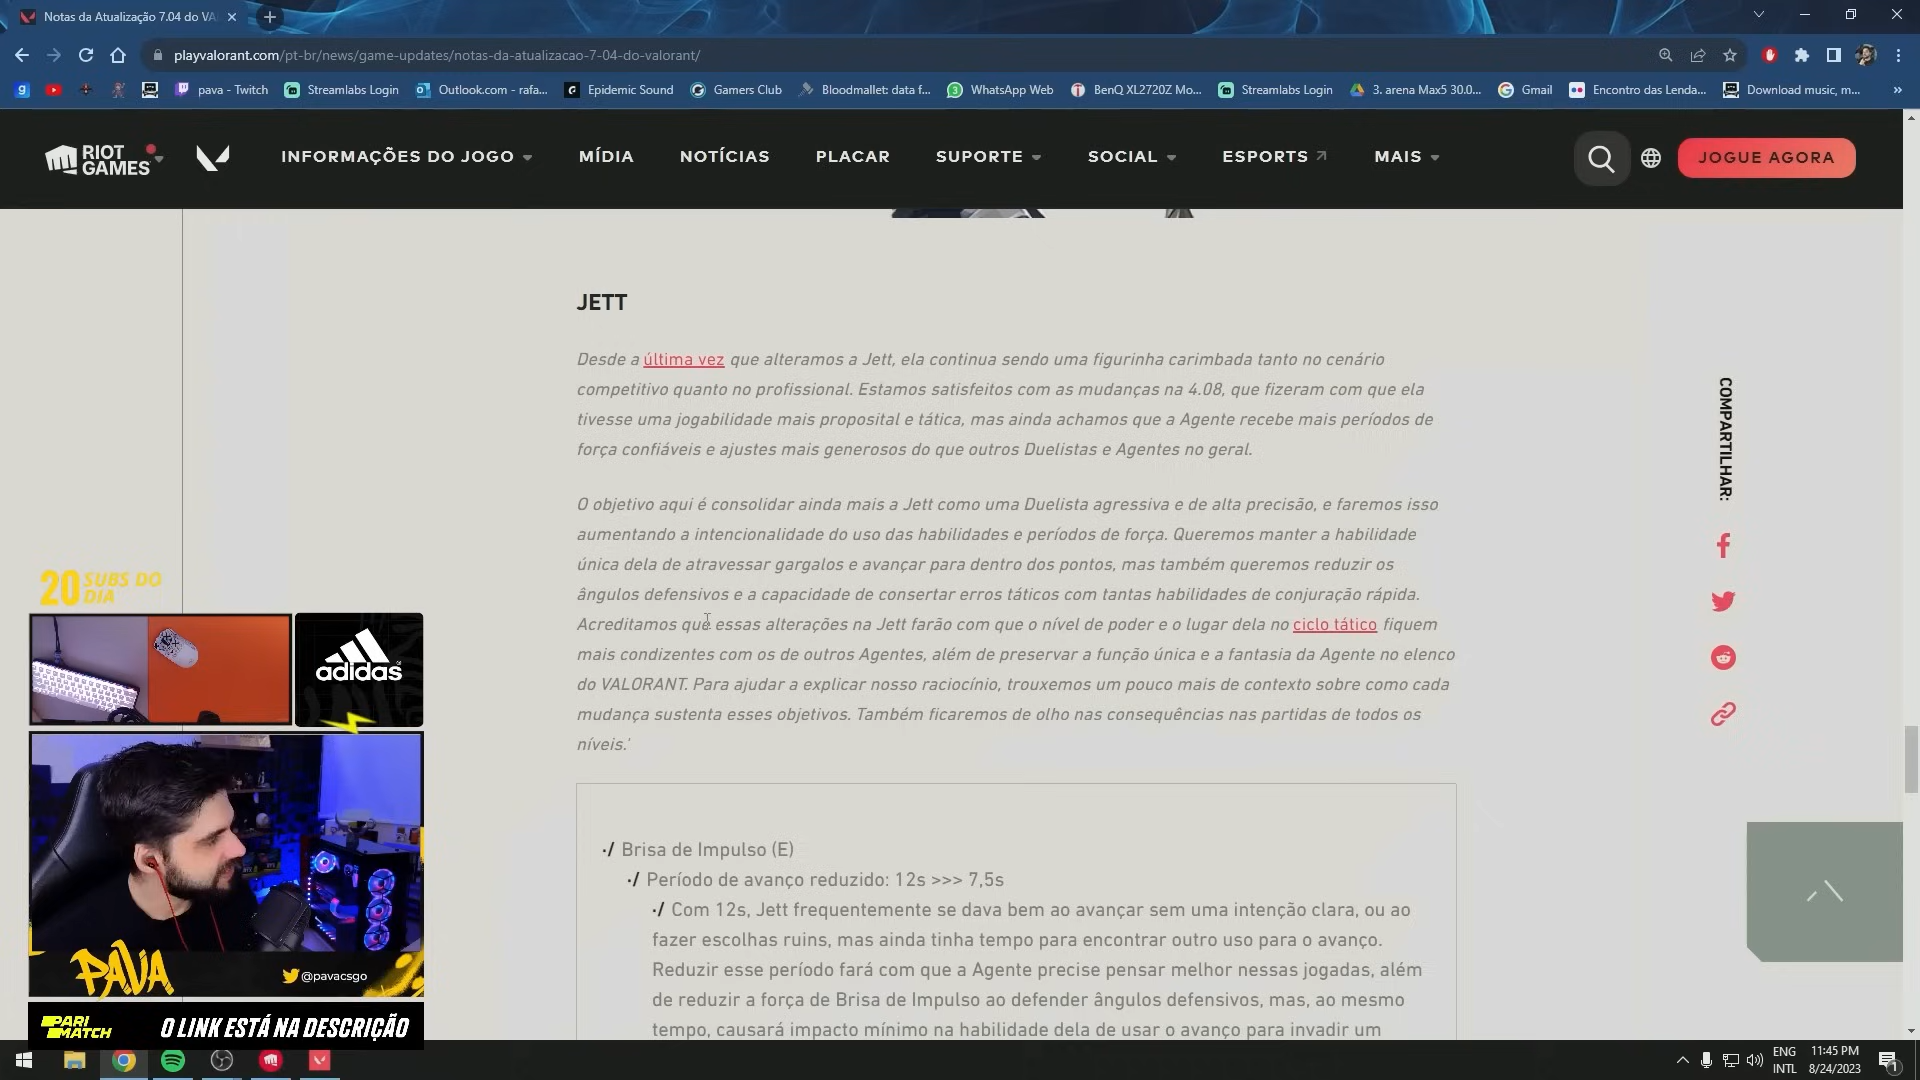 Notas da Atualização 7.04 do VA
playvalorant.com/pt-br/news/game-updates/notas-da-atualizacao-7-04-do-valorant/
pava - Twitch
Streamlabs Login
Outlook.com - rafa...
Epidemic Sound
Gamers Club
Bloodmallet: data f...
WhatsApp Web
BenQ XL2720Z Mo...
Streamlabs Login
3. arena Max5 30.0...
Gmail
Encontro das Lenda...
Download music, m...
»
RIOT
GAMES
INFORMAÇÕES DO JOGO
MÍDIA
NOTÍCIAS
PLACAR
SUPORTE
SOCIAL
ESPORTS
MAIS
JOGUE AGORA
JETT
Desde a última vez que alteramos a Jett, ela continua sendo uma figurinha carimbada tanto no cenário
competitivo quanto no profissional. Estamos satisfeitos com as mudanças na 4.08, que fizeram com que ela
tivesse uma jogabilidade mais proposital e tática, mas ainda achamos que a Agente recebe mais períodos de
força confiáveis e ajustes mais generosos do que outros Duelistas e Agentes no geral.
O objetivo aqui é consolidar ainda mais a Jett como uma Duelista agressiva e de alta precisão, e faremos isso
aumentando a intencionalidade do uso das habilidades e períodos de força. Queremos manter a habilidade
única dela de atravessar gargalos e avançar para dentro dos pontos, mas também queremos reduzir os
ângulos defensivos e a capacidade de consertar erros táticos com tantas habilidades de conjuração rápida.
Acreditamos que essas alterações na Jett farão com que o nível de poder e o lugar dela no ciclo tático fiquem
mais condizentes com os de outros Agentes, além de preservar a função única e a fantasia da Agente no elenco
do VALORANT. Para ajudar a explicar nosso raciocínio, trouxemos um pouco mais de contexto sobre como cada
mudança sustenta esses objetivos. Também ficaremos de olho nas consequências nas partidas de todos os
níveis.'
Brisa de Impulso (E)
Período de avanço reduzido: 12s >>> 7,5s
Com 12s, Jett frequentemente se dava bem ao avançar sem uma intenção clara, ou ao
fazer escolhas ruins, mas ainda tinha tempo para encontrar outro uso para o avanço.
Reduzir esse período fará com que a Agente precise pensar melhor nessas jogadas, além
de reduzir a força de Brisa de Impulso ao defender ângulos defensivos, mas, ao mesmo
tempo, causará impacto mínimo na habilidade dela de usar o avanço para invadir um
COMPARTILHAR:
20 SUBS DO
DIA
adidas
PAVA
@pavacsgo
PARI
MATCH
O LINK ESTÁ NA DESCRIÇÃO
ENG
INTL
11:45 PM
8/24/2023
1